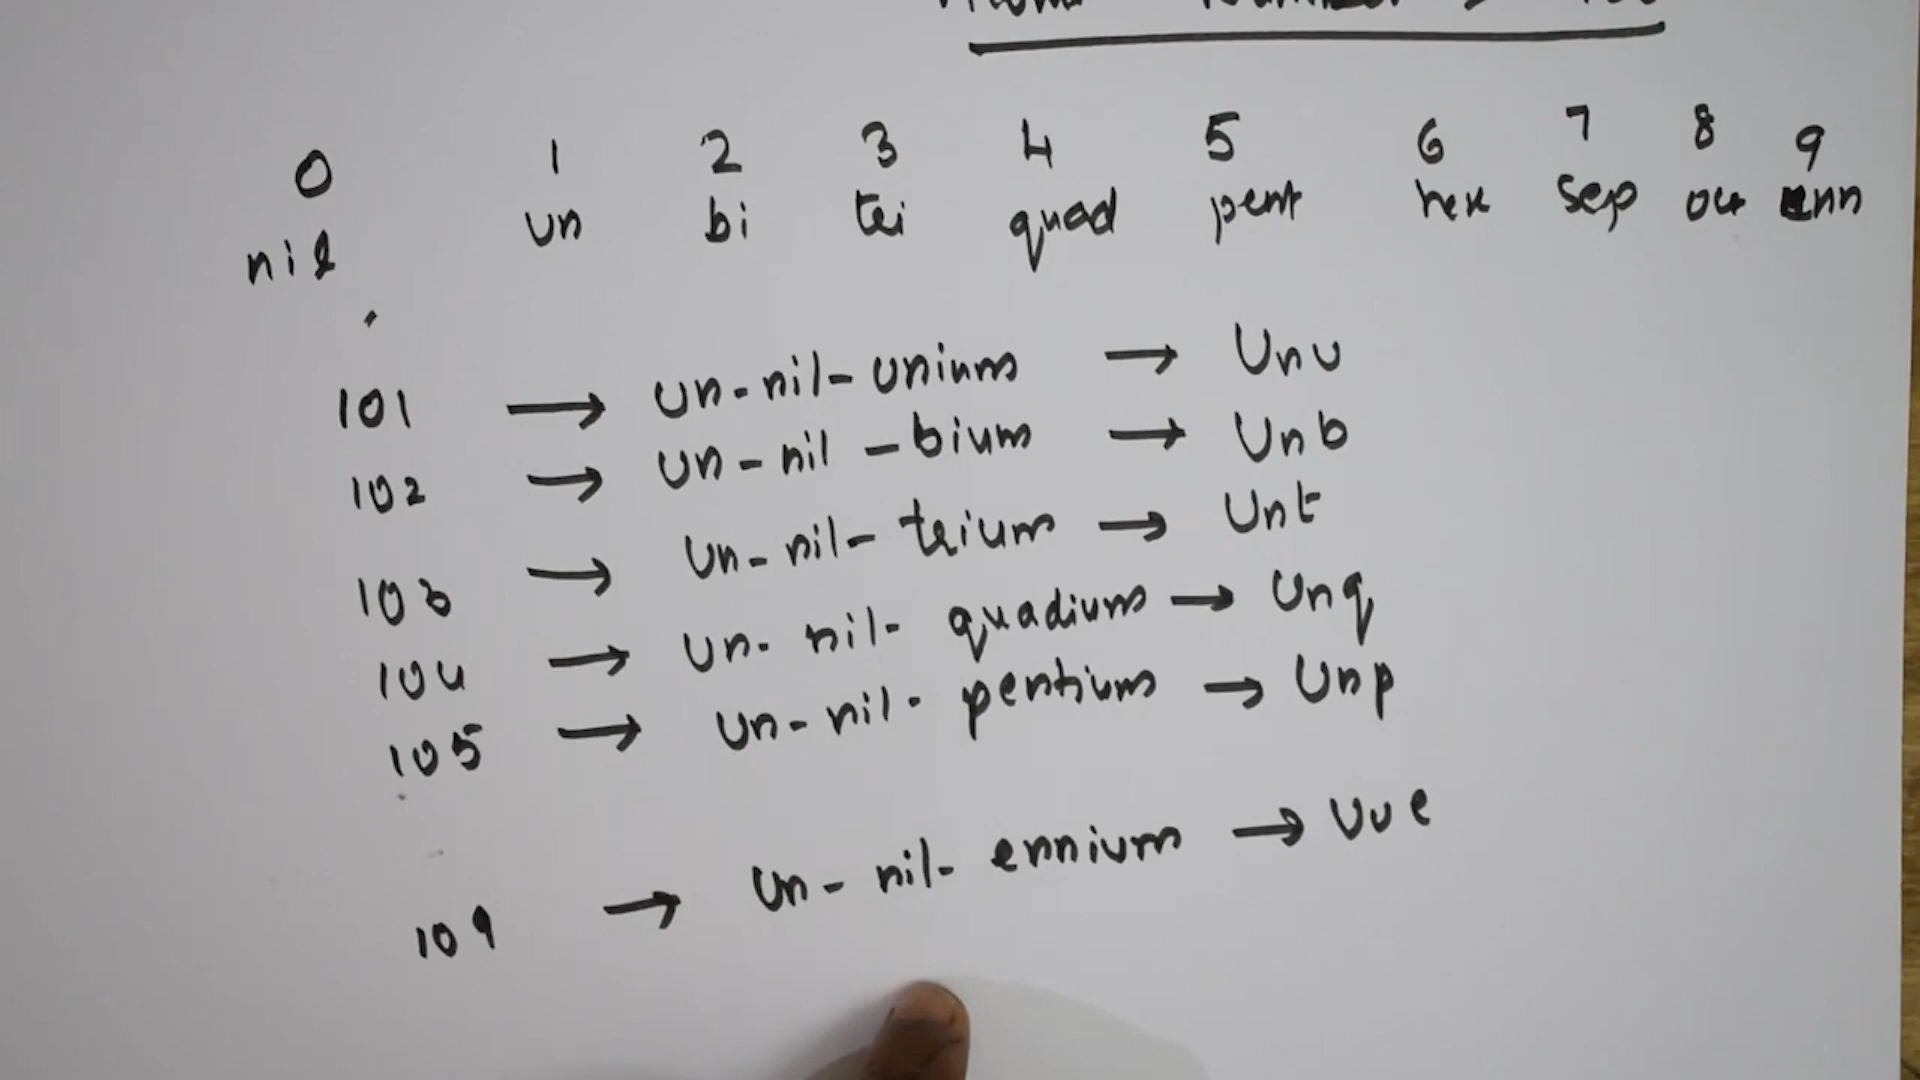 Number > 100
0 1 2 3 4 5 6 7 8 9
nil un bi tri quad pent hex sep oct enn
101 → un-nil-unium → Unu
102 → un-nil-bium → Unb
103 → un-nil-trium → Unt
104 → un-nil-quadium → Unq
105 → un-nil-pentium → Unp
109 → un-nil-ennium → Uue